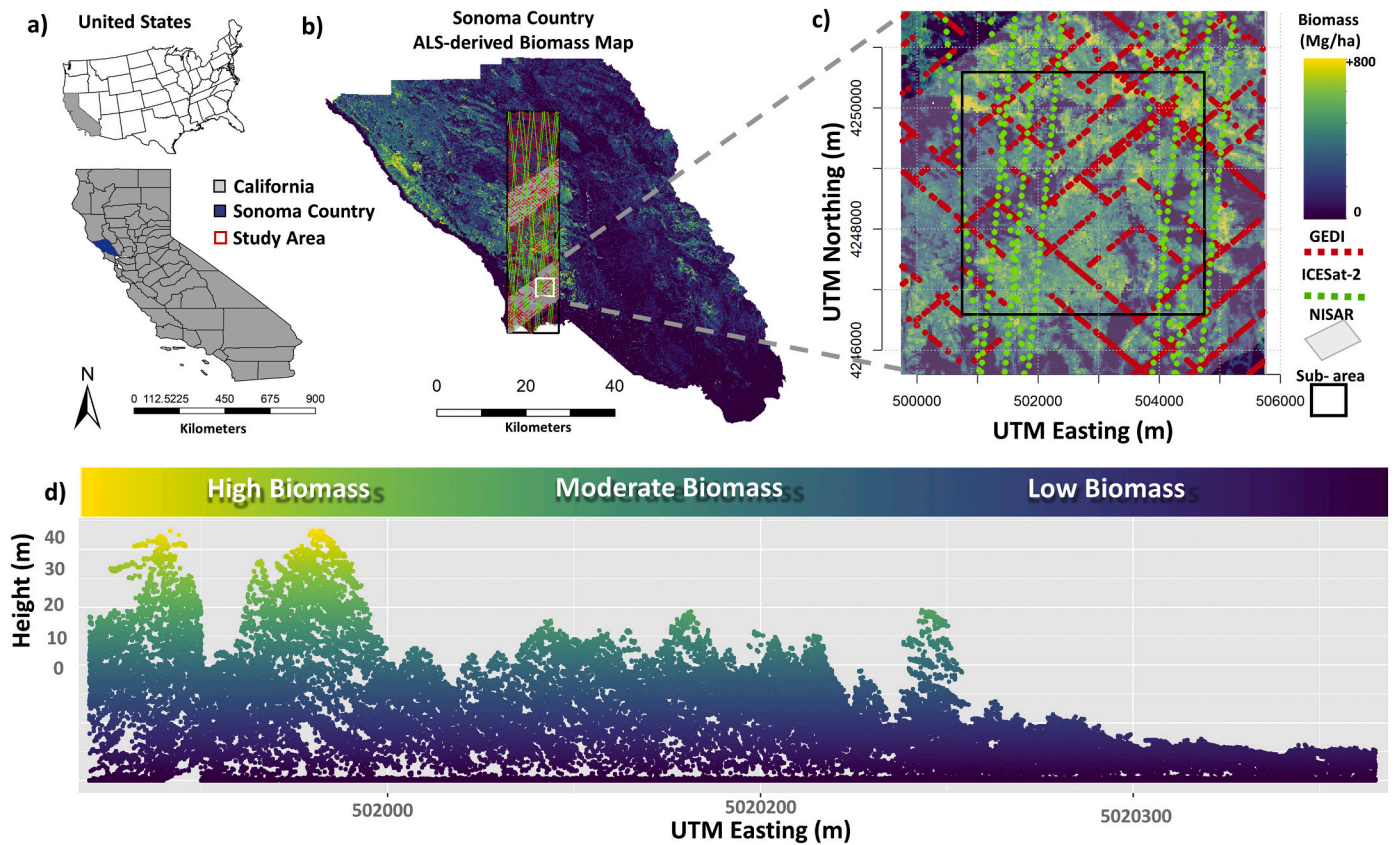 a)
United States
California
Sonoma Country
Study Area
N
0 112.5225 450 675 900
Kilometers
b)
Sonoma Country
ALS-derived Biomass Map
0 20 40
Kilometers
c)
UTM Northing (m)
4250000
4248000
4246000
500000 502000 504000 506000
UTM Easting (m)
Biomass
(Mg/ha)
+800
0
GEDI
ICESat-2
NISAR
Sub- area
d)
High Biomass Moderate Biomass Low Biomass
Height (m)
40
30
20
10
0
502000 5020200 5020300
UTM Easting (m)